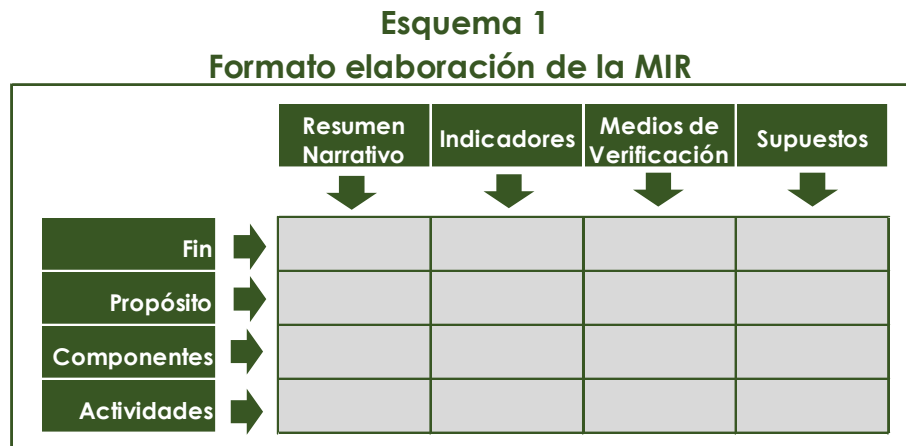 Esquema 1
Formato elaboración de la MIR
Resumen
Narrativo
Indicadores
Medios de
Verificación
Supuestos
Fin
Propósito
Componentes
Actividades